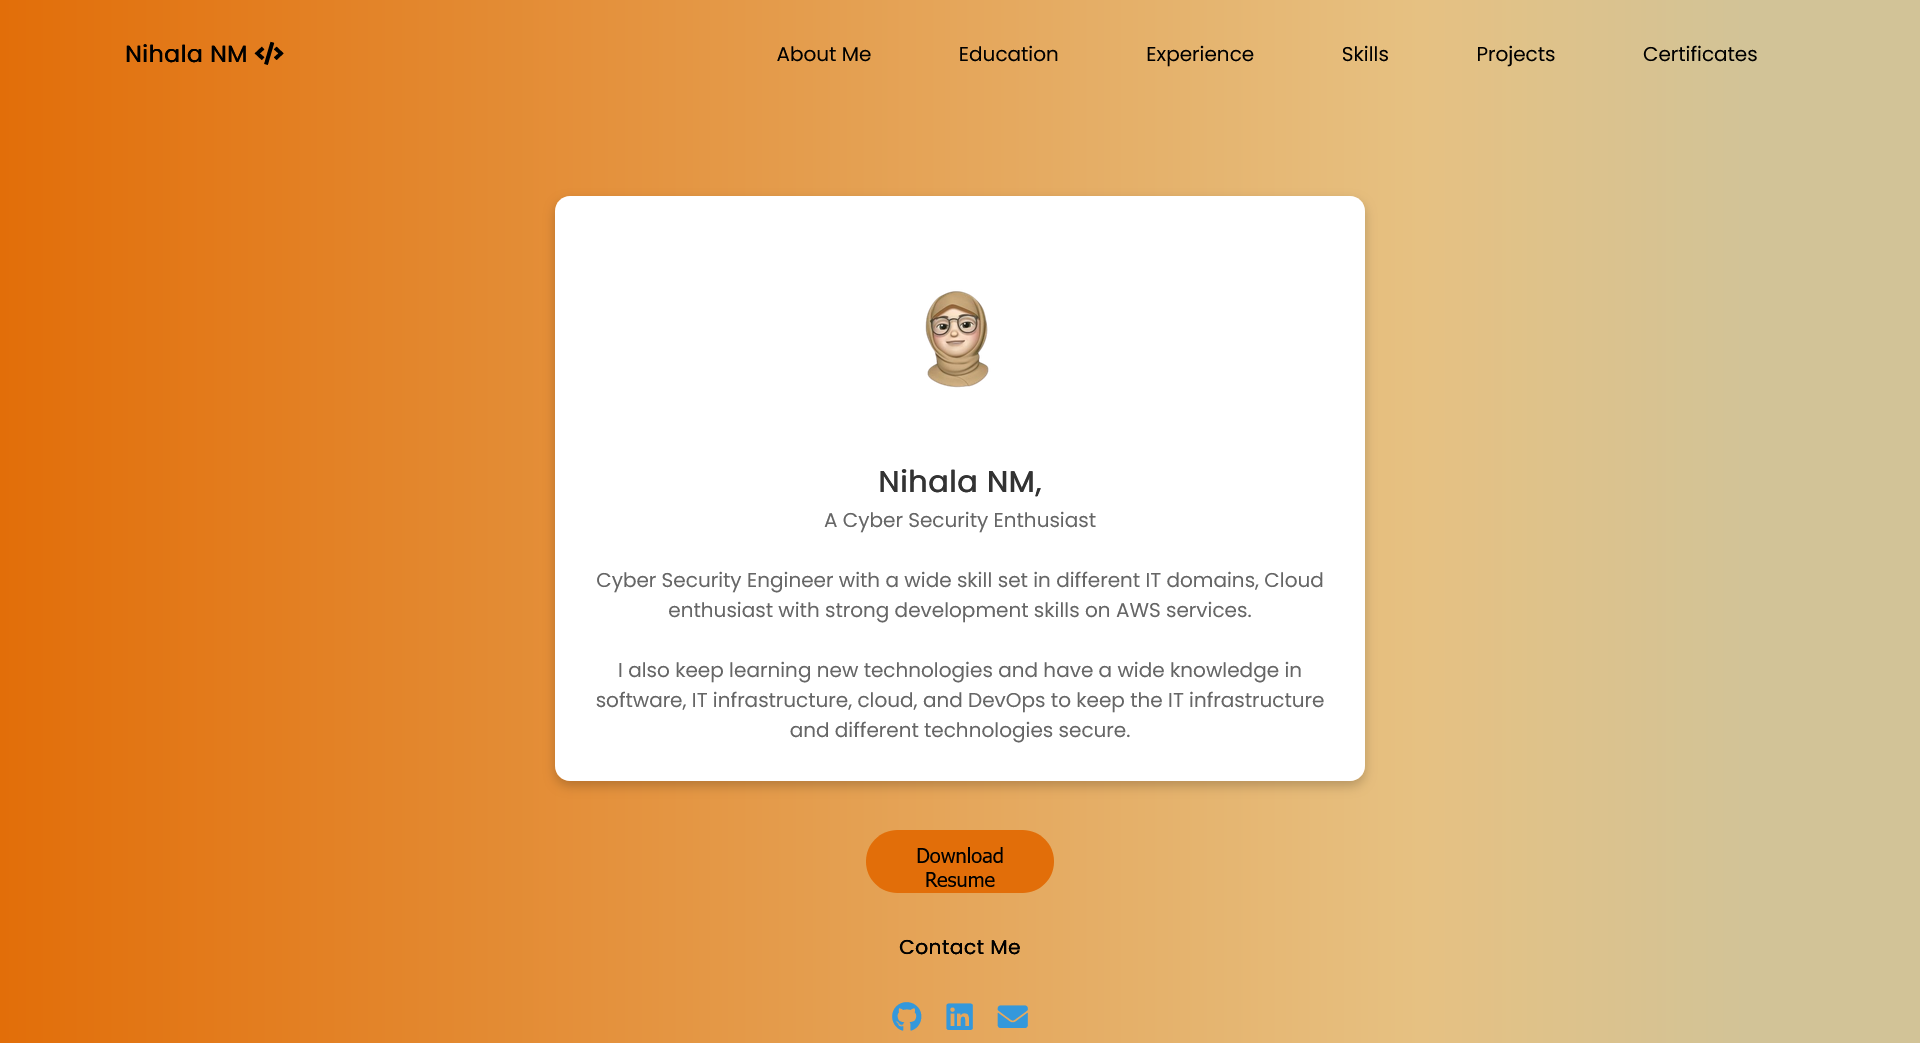 Nihala NM
About Me
Education
Experience
Skills
Projects
Certificates
Nihala NM,
A Cyber Security Enthusiast
Cyber Security Engineer with a wide skill set in different IT domains, Cloud
enthusiast with strong development skills on AWS services.
I also keep learning new technologies and have a wide knowledge in
software, IT infrastructure, cloud, and DevOps to keep the IT infrastructure
and different technologies secure.
Download
Resume
Contact Me